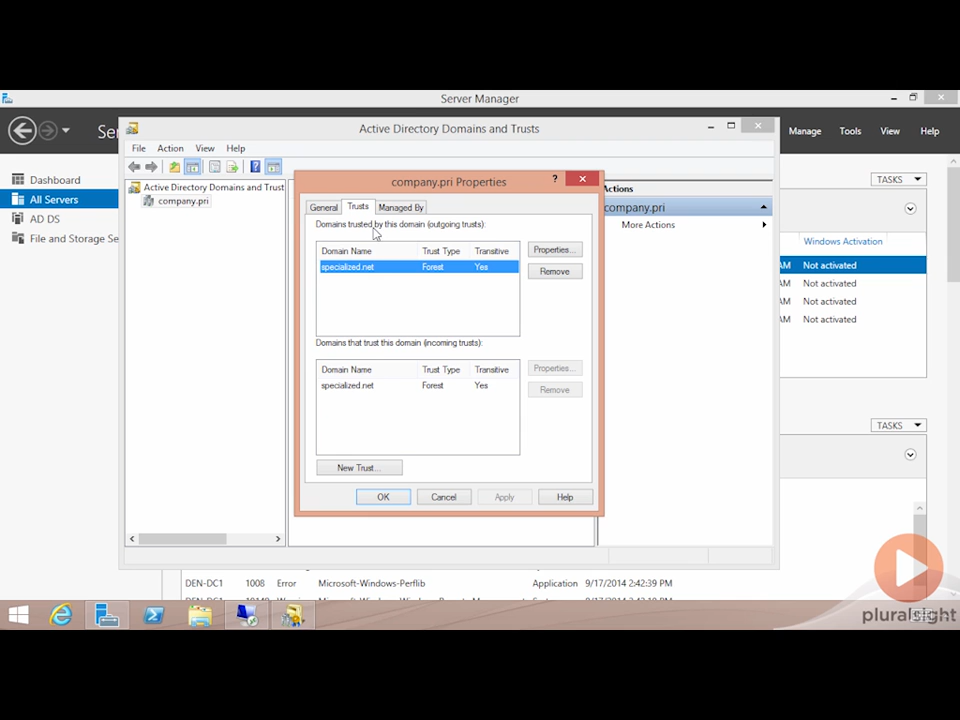 Server Manager
Ser
Manage Tools View Help
Dashboard
All Servers
AD DS
File and Storage Se
Active Directory Domains and Trusts
File Action View Help
Active Directory Domains and Trust
company.pri
company.pri Properties
?
General Trusts Managed By
Domains trusted by this domain (outgoing trusts):
Domain Name Trust Type Transitive
specialized.net Forest Yes
Properties...
Remove
Domains that trust this domain (incoming trusts):
Domain Name Trust Type Transitive
specialized.net Forest Yes
Properties...
Remove
New Trust...
OK Cancel Apply Help
Actions
company.pri
More Actions
TASKS
Windows Activation
AM Not activated
AM Not activated
AM Not activated
AM Not activated
TASKS
DEN-DC1 1008 Error Microsoft-Windows-Perflib Application 9/17/2014 2:42:39 PM
pluralsight